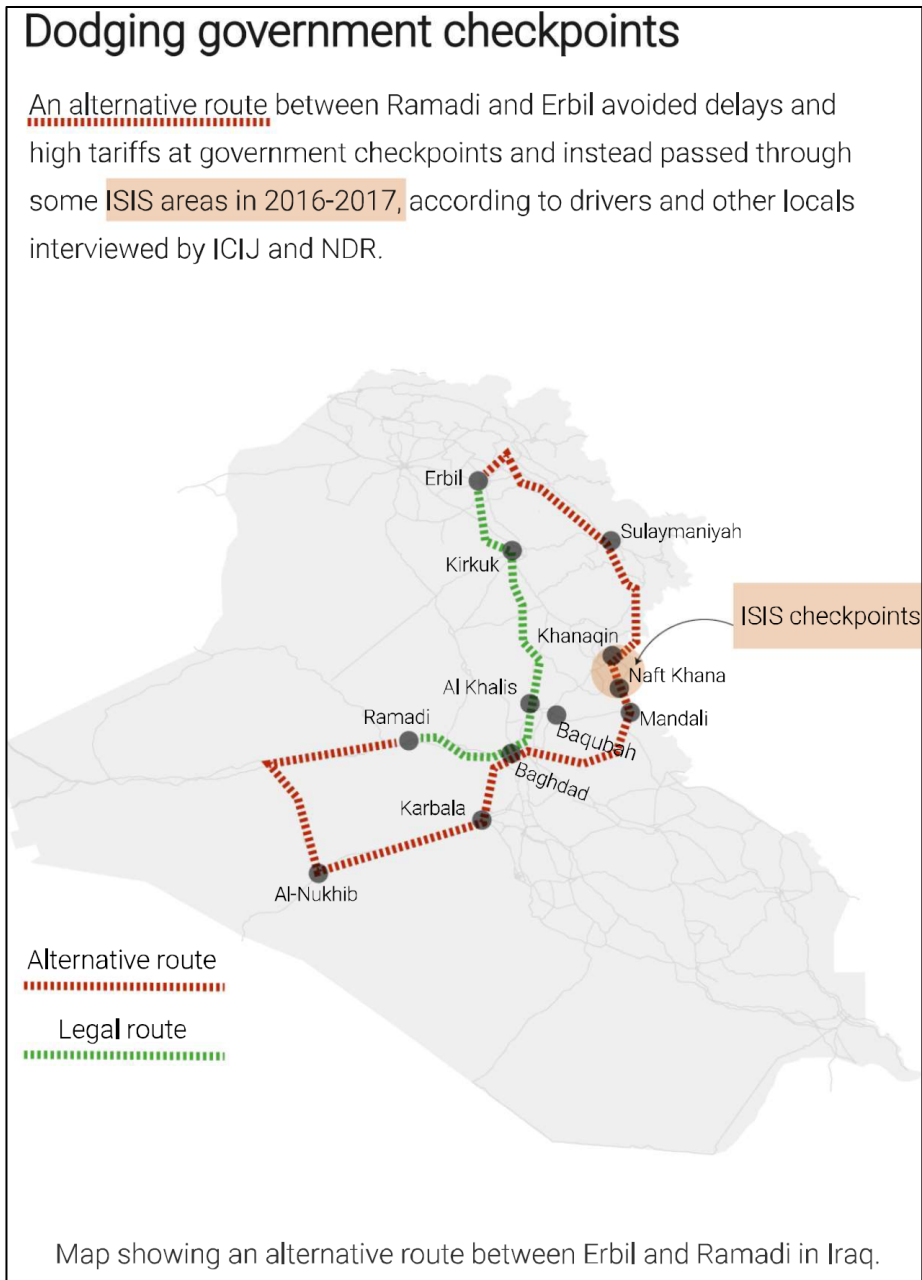 Dodging government checkpoints
An alternative route between Ramadi and Erbil avoided delays and
high tariffs at government checkpoints and instead passed through
some ISIS areas in 2016-2017, according to drivers and other locals
interviewed by ICIJ and NDR.
Erbil
Sulaymaniyah
Kirkuk
ISIS checkpoints
Khanaqin
Naft Khana
Al Khalis
Mandali
Ramadi
Baqubah
Baghdad
Karbala
Al-Nukhib
Alternative route
Legal route
Map showing an alternative route between Erbil and Ramadi in Iraq.